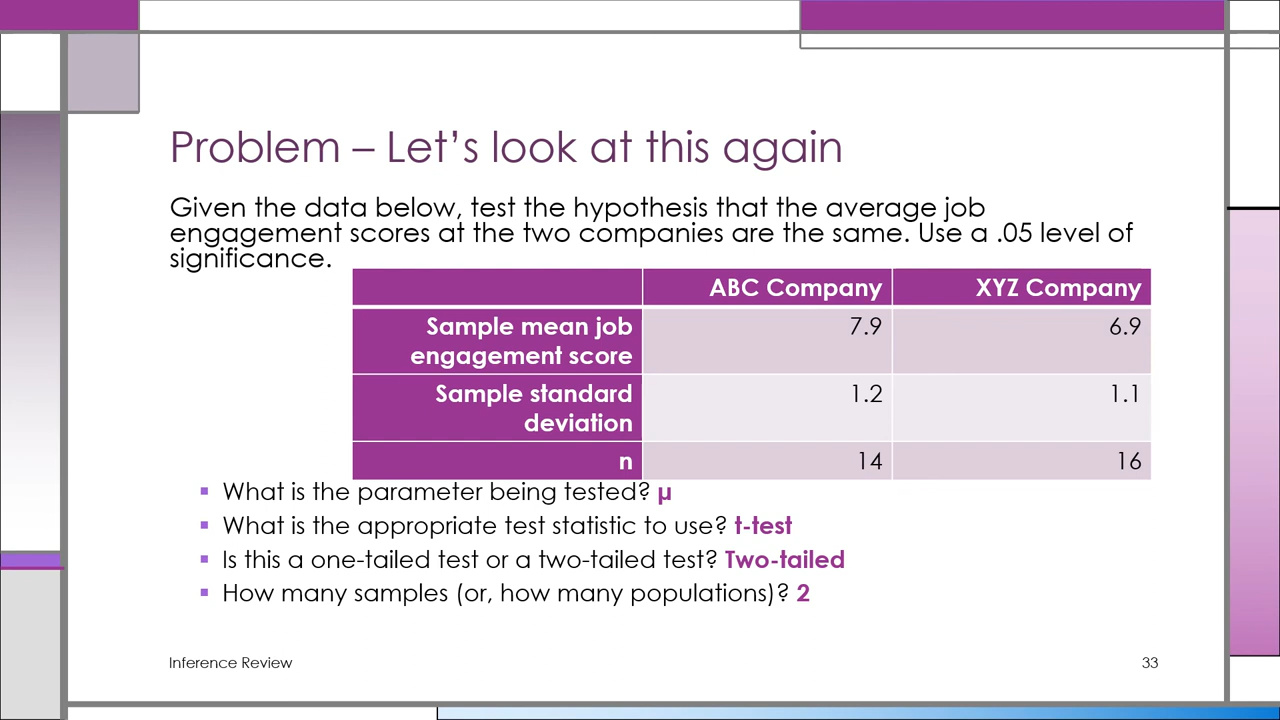 Problem – Let’s look at this again
Given the data below, test the hypothesis that the average job
engagement scores at the two companies are the same. Use a .05 level of
significance.
ABC Company XYZ Company
Sample mean job 7.9 6.9
engagement score
Sample standard 1.2 1.1
deviation
n 14 16
▪ What is the parameter being tested? µ
▪ What is the appropriate test statistic to use? t-test
▪ Is this a one-tailed test or a two-tailed test? Two-tailed
▪ How many samples (or, how many populations)? 2
Inference Review 33